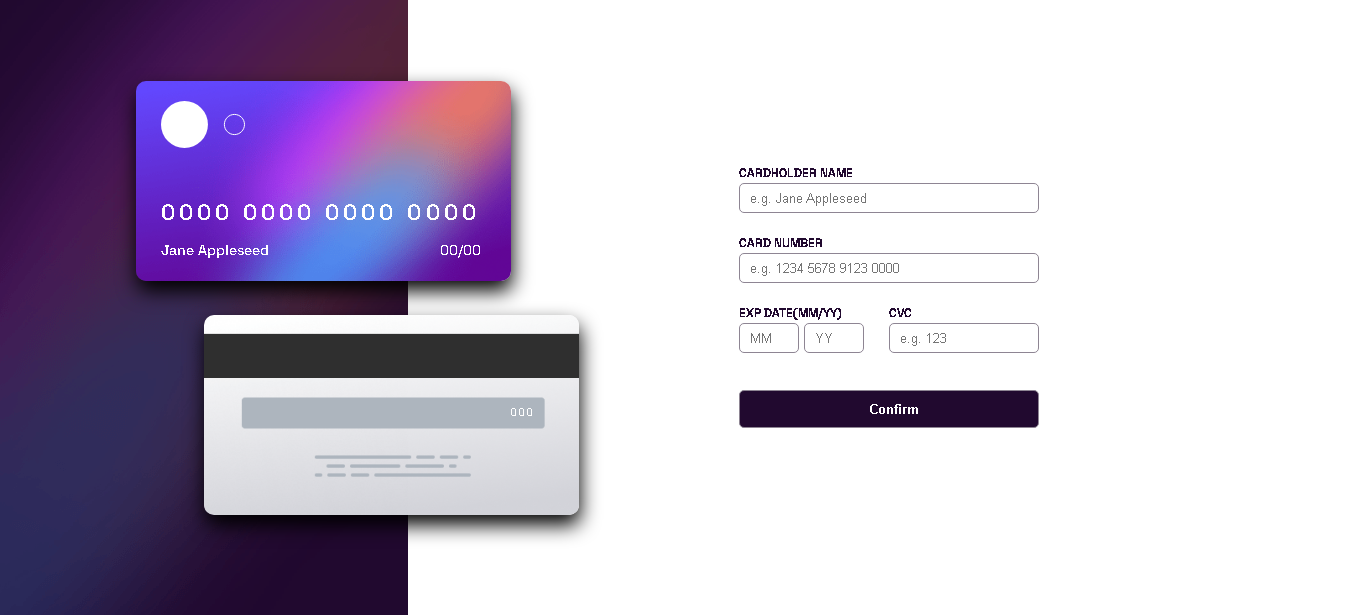 0000 0000 0000 0000
Jane Appleseed 00/00
000
CARDHOLDER NAME
e.g. Jane Appleseed
CARD NUMBER
e.g. 1234 5678 9123 0000
EXP DATE(MM/YY) CVC
MM YY e.g. 123
Confirm